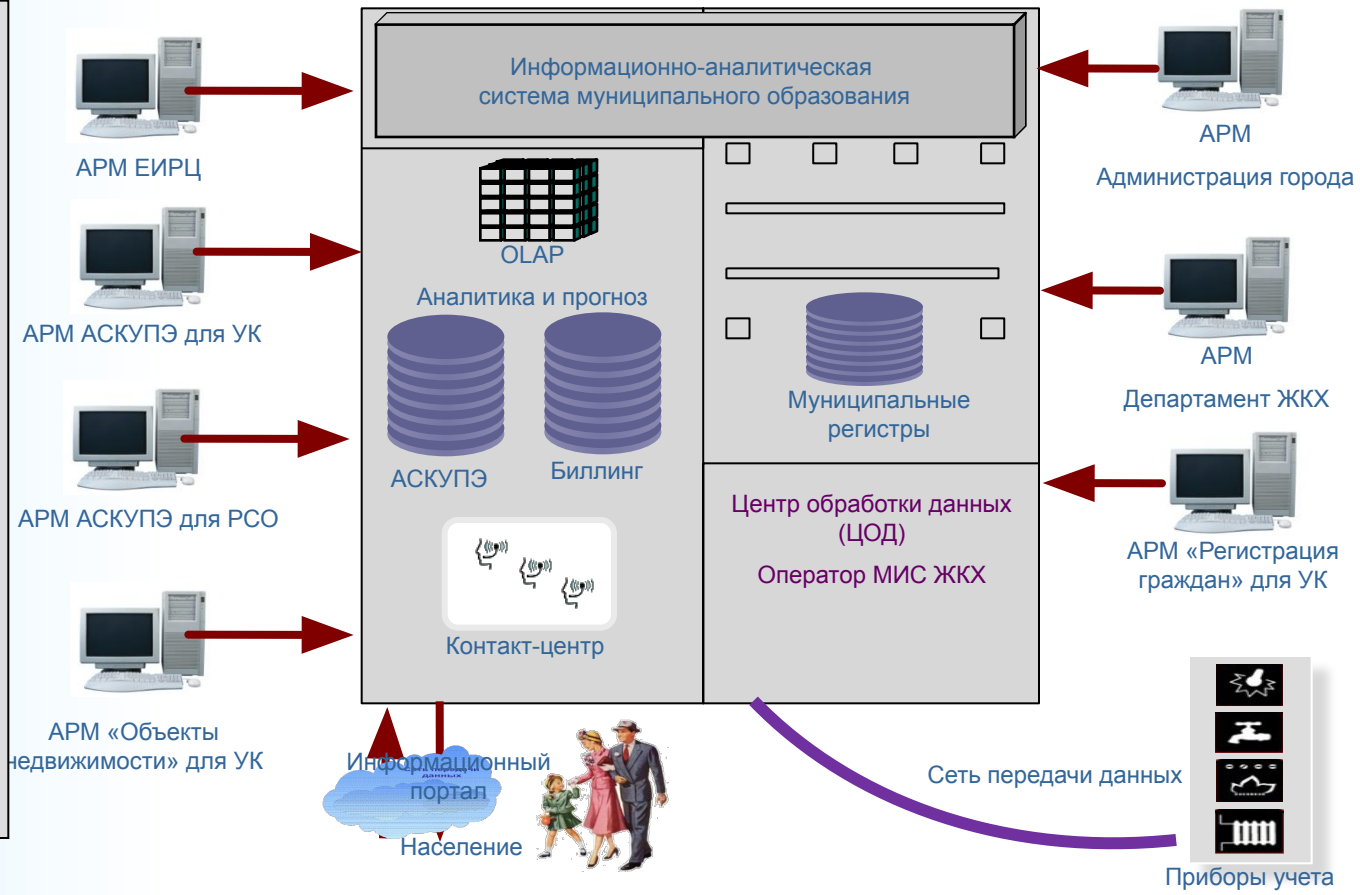 Информационно-аналитическая
система муниципального образования
АРМ ЕИРЦ
АРМ АСКУПЭ для УК
АРМ АСКУПЭ для РСО
АРМ «Объекты
недвижимости» для УК
OLAP
Аналитика и прогноз
АСКУПЭ
Биллинг
Контакт-центр
Муниципальные
регистры
Центр обработки данных
(ЦОД)
Оператор МИС ЖКХ
АРМ
Администрация города
АРМ
Департамент ЖКХ
АРМ «Регистрация
граждан» для УК
Информационный
портал
данных
Население
Сеть передачи данных
Приборы учета